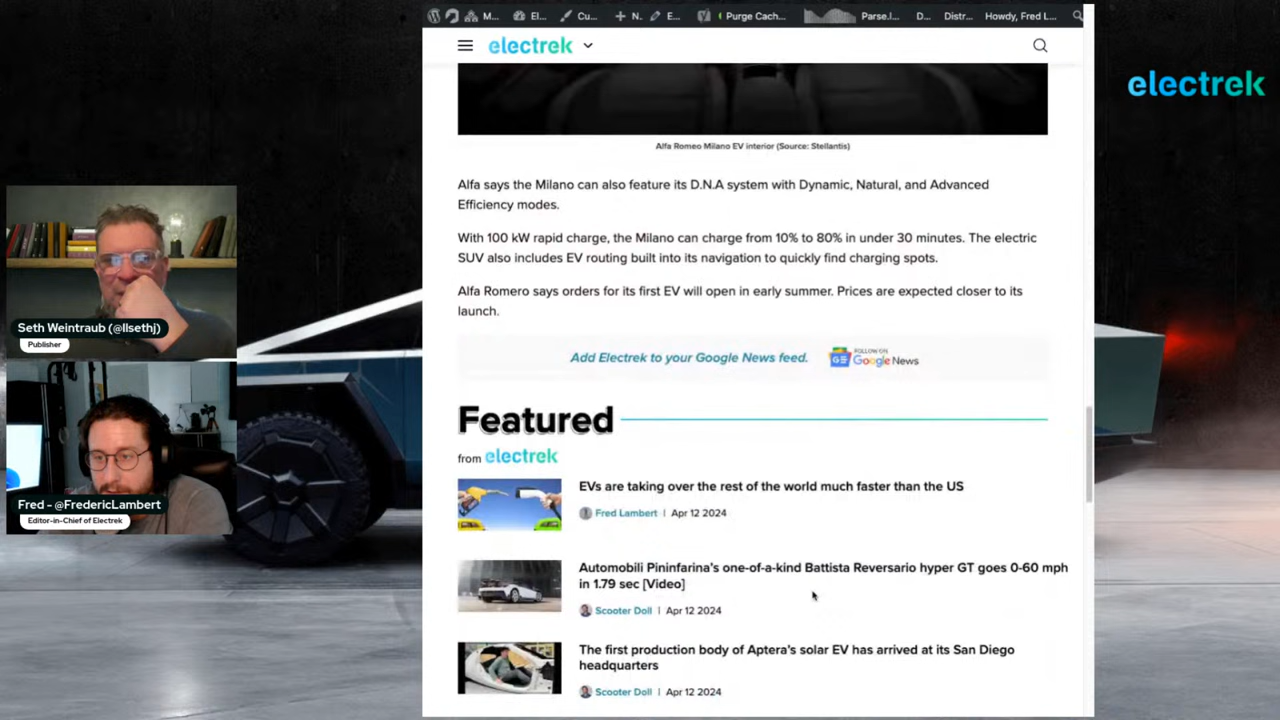 M...
El...
Cu...
N.
E...
Purge Cach...
Parse.l...
D...
Distr...
Howdy, Fred L...
electrek
electrek
Alfa Romeo Milano EV interior (Source: Stellantis)
Alfa says the Milano can also feature its D.N.A system with Dynamic, Natural, and Advanced
Efficiency modes.
With 100 kW rapid charge, the Milano can charge from 10% to 80% in under 30 minutes. The electric
SUV also includes EV routing built into its navigation to quickly find charging spots.
Alfa Romero says orders for its first EV will open in early summer. Prices are expected closer to its
launch.
Add Electrek to your Google News feed.
GE
FOLLOW ON
Google News
Featured
from electrek
EVs are taking over the rest of the world much faster than the US
Fred Lambert | Apr 12 2024
Automobili Pininfarina's one-of-a-kind Battista Reversario hyper GT goes 0-60 mph
in 1.79 sec [Video]
Scooter Doll | Apr 12 2024
The first production body of Aptera's solar EV has arrived at its San Diego
headquarters
Scooter Doll | Apr 12 2024
Seth Weintraub (@llsethj)
Publisher
Fred - @FredericLambert
Editor-in-Chief of Electrek